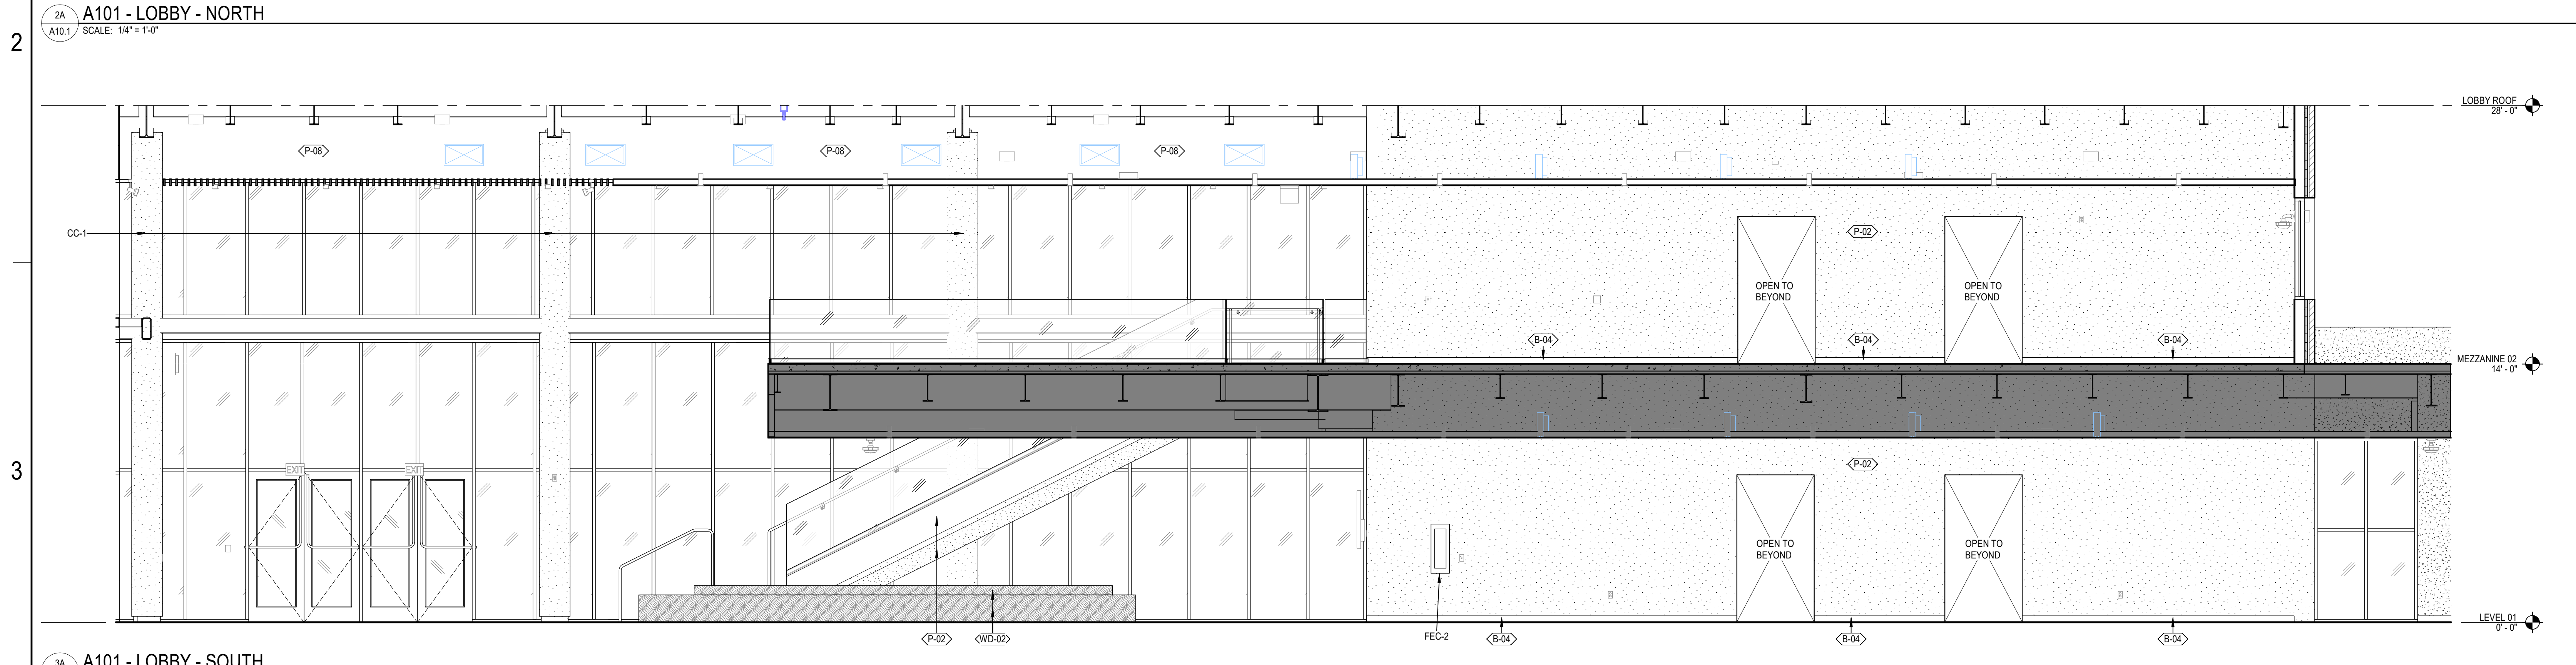 2
2A
A10.1
A101 - LOBBY - NORTH
SCALE: 1/4" = 1'-0"
LOBBY ROOF
28' - 0"
P-08
P-08
P-08
CC-1
P-02
OPEN TO
BEYOND
OPEN TO
BEYOND
B-04
B-04
B-04
MEZZANINE 02
14' - 0"
3
EXIT
EXIT
P-02
OPEN TO
BEYOND
OPEN TO
BEYOND
LEVEL 01
0' - 0"
P-02
WD-02
FEC-2
B-04
B-04
B-04
3A
A101 - LOBBY - SOUTH